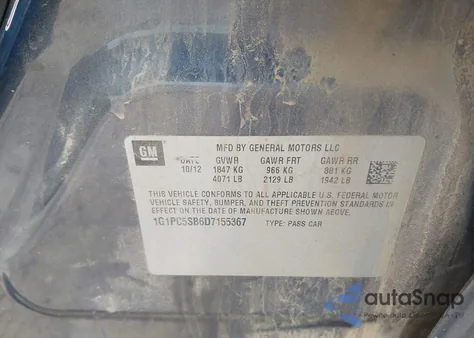 GM
MFD BY GENERAL MOTORS LLC
DATE GVWR GAWR FRT GAWR RR
10/12 1847 KG 966 KG 881 KG
4071 LB 2129 LB 1942 LB
THIS VEHICLE CONFORMS TO ALL APPLICABLE U.S. FEDERAL MOTOR
VEHICLE SAFETY, BUMPER, AND THEFT PREVENTION STANDARDS IN
EFFECT ON THE DATE OF MANUFACTURE SHOWN ABOVE.
1G1PC5SB6D7155367 TYPE: PASS CAR
autoSnap